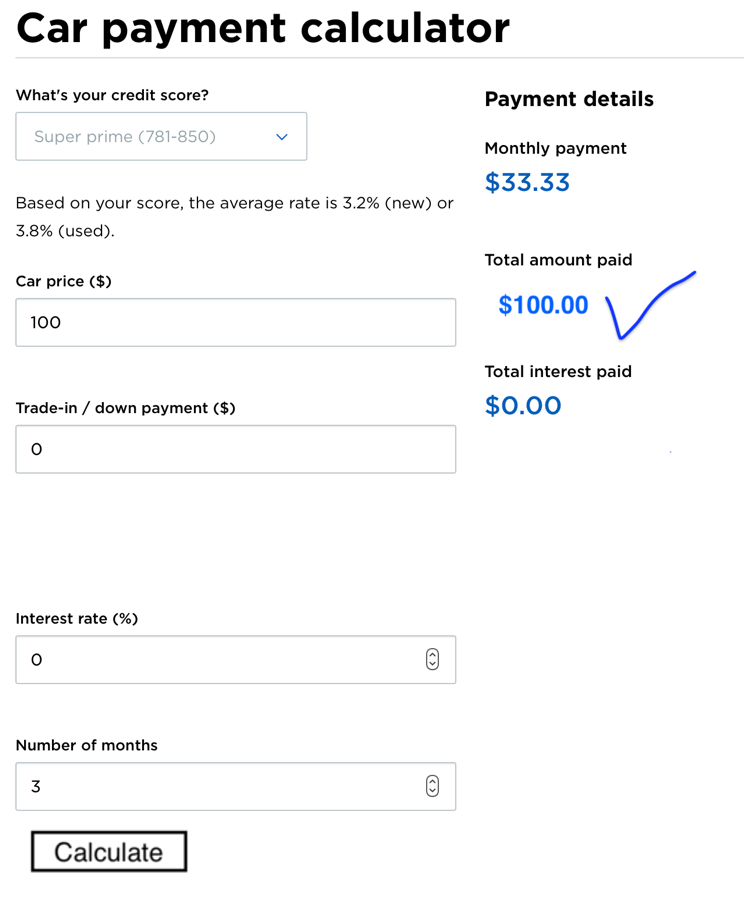 Car payment calculator
What's your credit score?
Super prime (781-850)
Based on your score, the average rate is 3.2% (new) or
3.8% (used).
Car price ($)
100
Trade-in / down payment ($)
0
Interest rate (%)
0
Number of months
3
Calculate
Payment details
Monthly payment
$33.33
Total amount paid
$100.00
Total interest paid
$0.00